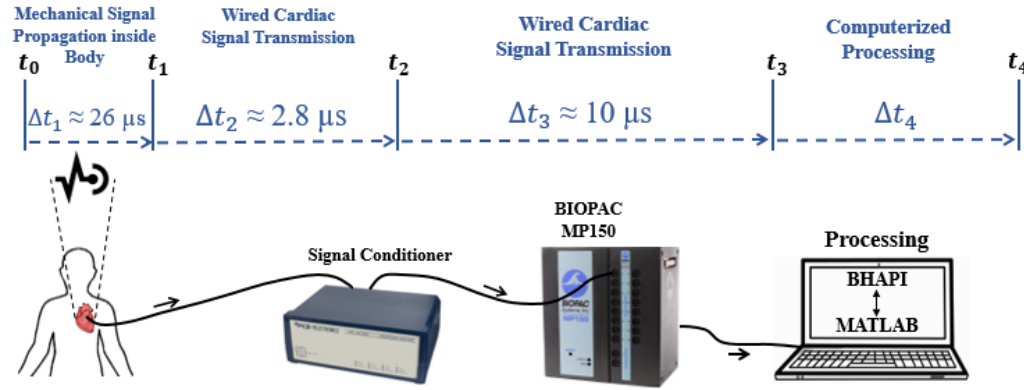 Mechanical Signal
Propagation inside
Body
Wired Cardiac
Signal Transmission
Wired Cardiac
Signal Transmission
Computerized
Processing
t₀
t₁
t₂
t₃
t₄
Δt₁ ≈ 26 μs
Δt₂ ≈ 2.8 μs
Δt₃ ≈ 10 μs
Δt₄
BIOPAC
MP150
Signal Conditioner
Processing
BHAPI
MATLAB
BIOPAC
Systems, Inc.
MP150